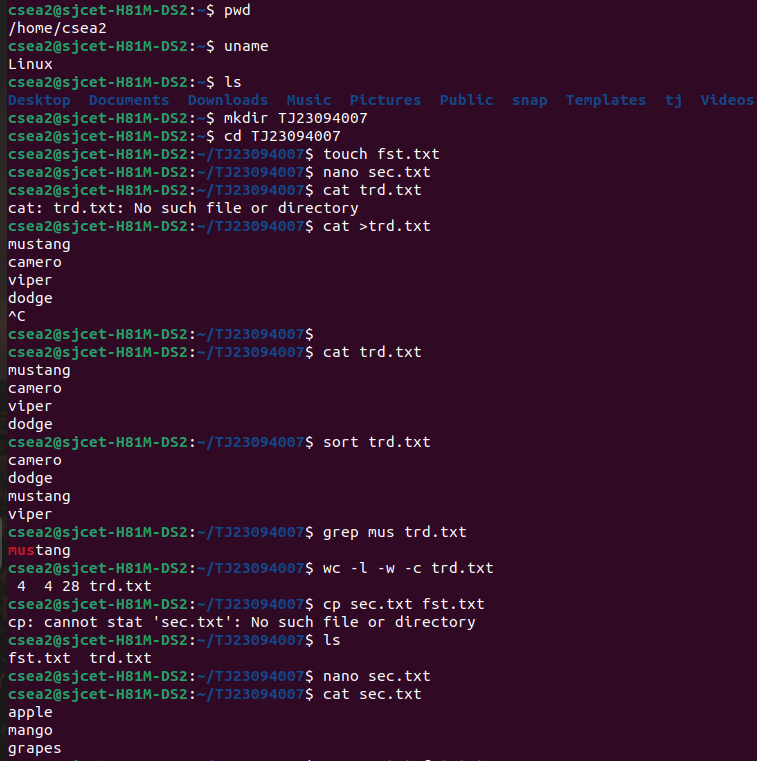 csea2@sjcet-H81M-DS2:~$ pwd
/home/csea2
csea2@sjcet-H81M-DS2:~$ uname
Linux
csea2@sjcet-H81M-DS2:~$ ls
Desktop  Documents  Downloads  Music  Pictures  Public  snap  Templates  tj  Videos
csea2@sjcet-H81M-DS2:~$ mkdir TJ23094007
csea2@sjcet-H81M-DS2:~$ cd TJ23094007
csea2@sjcet-H81M-DS2:~/TJ23094007$ touch fst.txt
csea2@sjcet-H81M-DS2:~/TJ23094007$ nano sec.txt
csea2@sjcet-H81M-DS2:~/TJ23094007$ cat trd.txt
cat: trd.txt: No such file or directory
csea2@sjcet-H81M-DS2:~/TJ23094007$ cat >trd.txt
mustang
camero
viper
dodge
^C
csea2@sjcet-H81M-DS2:~/TJ23094007$
csea2@sjcet-H81M-DS2:~/TJ23094007$ cat trd.txt
mustang
camero
viper
dodge
csea2@sjcet-H81M-DS2:~/TJ23094007$ sort trd.txt
camero
dodge
mustang
viper
csea2@sjcet-H81M-DS2:~/TJ23094007$ grep mus trd.txt
mustang
csea2@sjcet-H81M-DS2:~/TJ23094007$ wc -l -w -c trd.txt
 4  4 28 trd.txt
csea2@sjcet-H81M-DS2:~/TJ23094007$ cp sec.txt fst.txt
cp: cannot stat 'sec.txt': No such file or directory
csea2@sjcet-H81M-DS2:~/TJ23094007$ ls
fst.txt  trd.txt
csea2@sjcet-H81M-DS2:~/TJ23094007$ nano sec.txt
csea2@sjcet-H81M-DS2:~/TJ23094007$ cat sec.txt
apple
mango
grapes